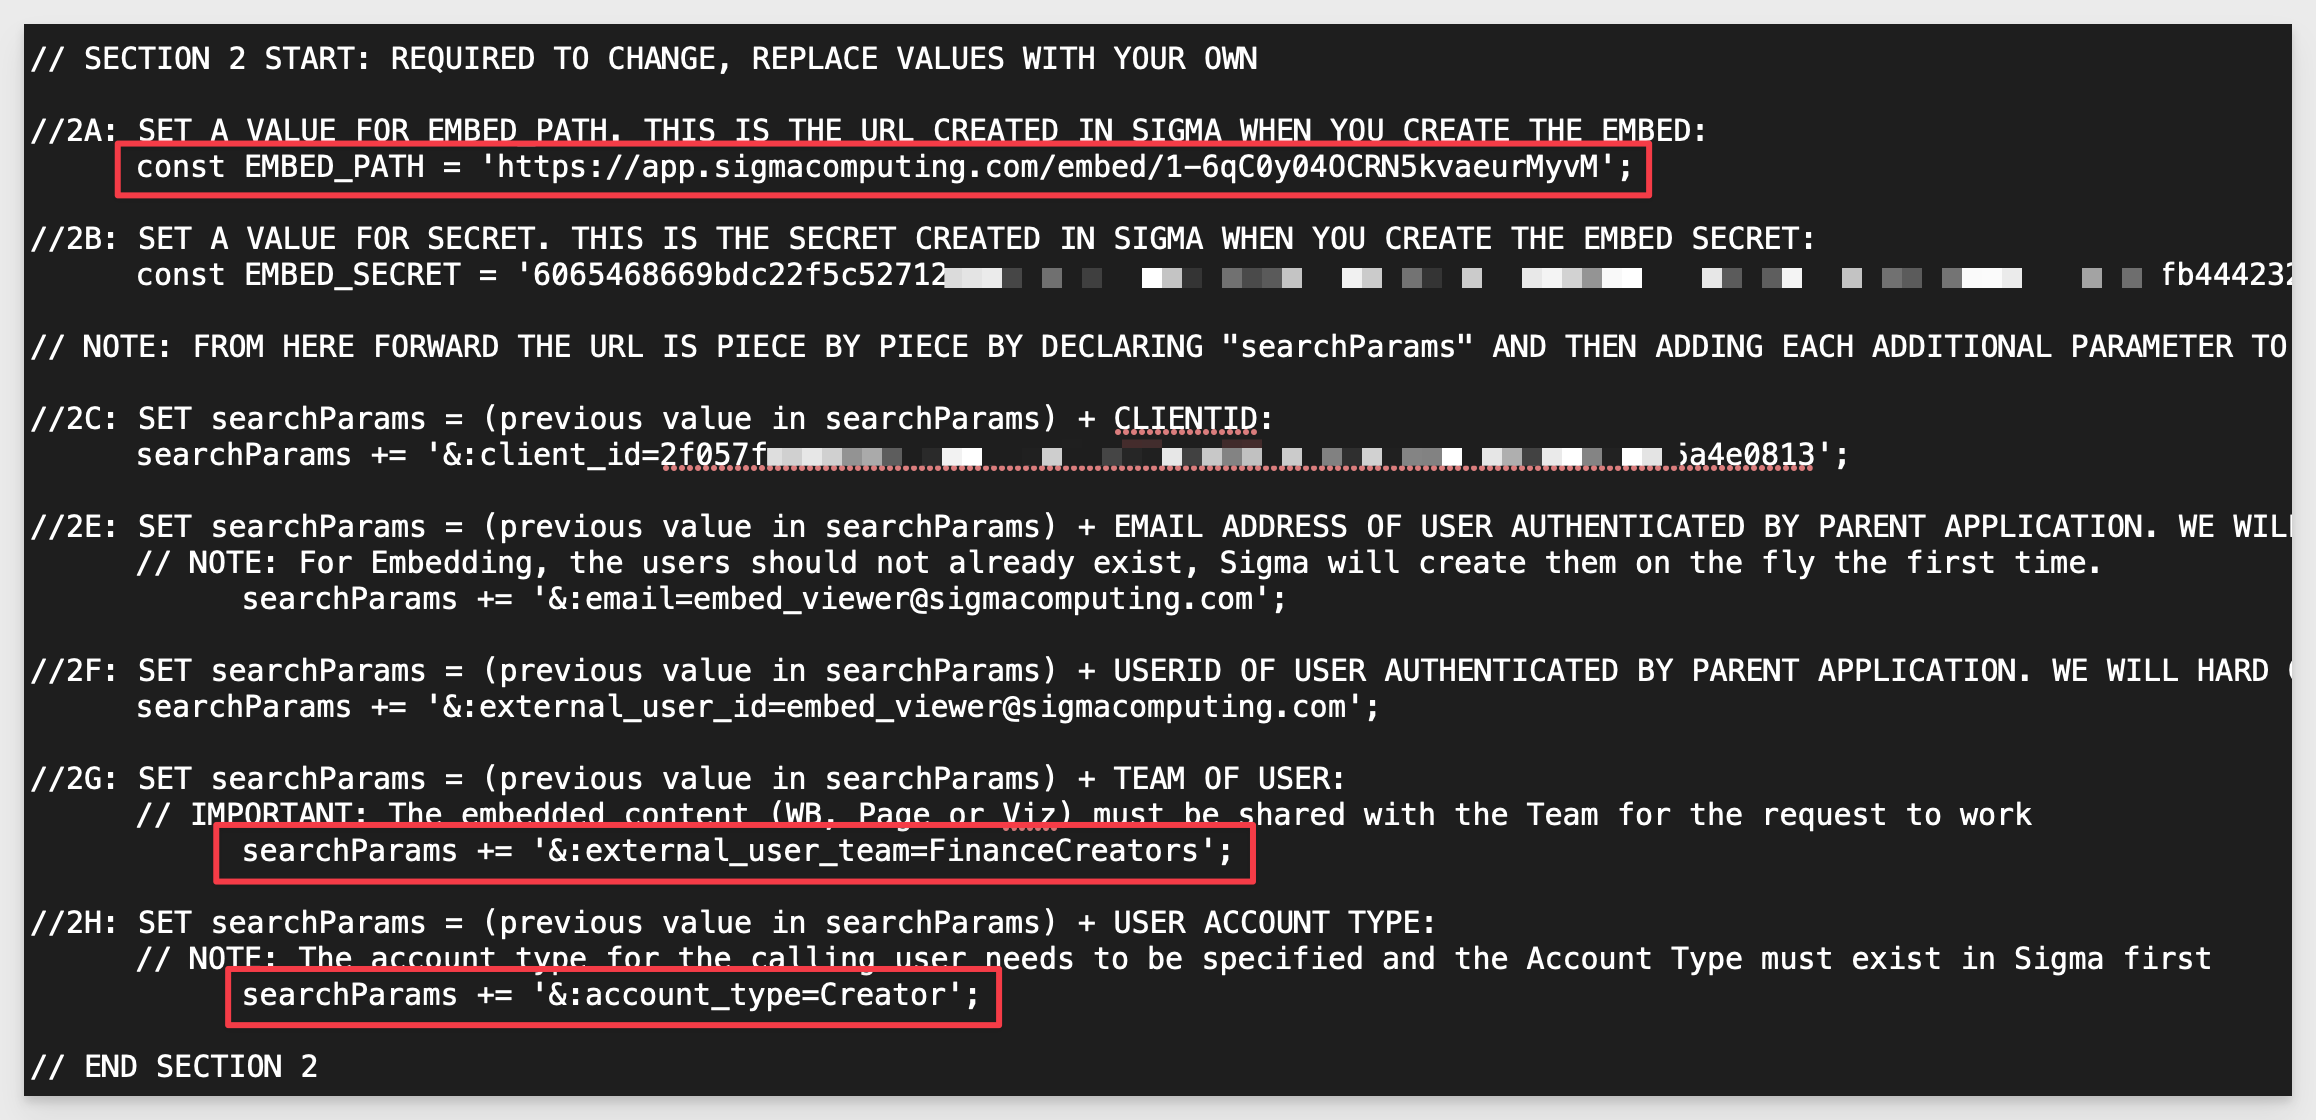 // SECTION 2 START: REQUIRED TO CHANGE, REPLACE VALUES WITH YOUR OWN
//2A: SET A VALUE FOR EMBED PATH. THIS IS THE URL CREATED IN SIGMA WHEN YOU CREATE THE EMBED:
const EMBED_PATH = 'https://app.sigmacomputing.com/embed/1-6qC0y04OCRN5kvaeurMyvM';
//2B: SET A VALUE FOR SECRET. THIS IS THE SECRET CREATED IN SIGMA WHEN YOU CREATE THE EMBED SECRET:
const EMBED_SECRET = '6065468669bdc22f5c52712 fb444232
// NOTE: FROM HERE FORWARD THE URL IS PIECE BY PIECE BY DECLARING "searchParams" AND THEN ADDING EACH ADDITIONAL PARAMETER TO
//2C: SET searchParams = (previous value in searchParams) + CLIENTID:
searchParams += '&:client_id=2f057f 5a4e0813';
//2E: SET searchParams = (previous value in searchParams) + EMAIL ADDRESS OF USER AUTHENTICATED BY PARENT APPLICATION. WE WILL
// NOTE: For Embedding, the users should not already exist, Sigma will create them on the fly the first time.
searchParams += '&:email=embed_viewer@sigmacomputing.com';
//2F: SET searchParams = (previous value in searchParams) + USERID OF USER AUTHENTICATED BY PARENT APPLICATION. WE WILL HARD
searchParams += '&:external_user_id=embed_viewer@sigmacomputing.com';
//2G: SET searchParams = (previous value in searchParams) + TEAM OF USER:
// IMPORTANT: The embedded content (WB, Page or Viz) must be shared with the Team for the request to work
searchParams += '&:external_user_team=FinanceCreators';
//2H: SET searchParams = (previous value in searchParams) + USER ACCOUNT TYPE:
// NOTE: The account type for the calling user needs to be specified and the Account Type must exist in Sigma first
searchParams += '&:account_type=Creator';
// END SECTION 2